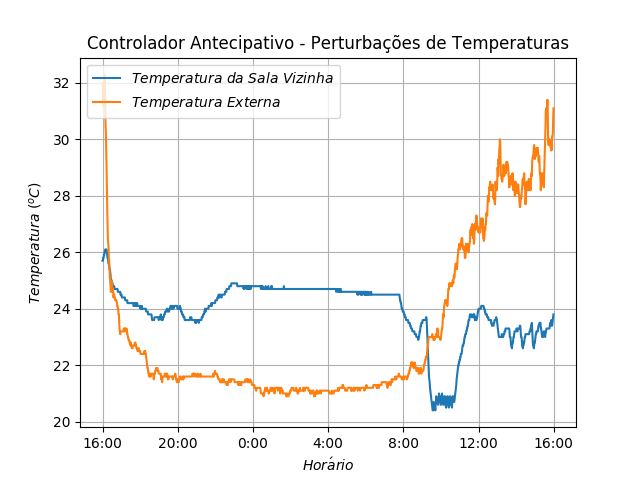 Controlador Antecipativo - Perturbações de Temperaturas
Temperatura da Sala Vizinha
Temperatura Externa
Temperatura (°C)
32
30
28
26
24
22
20
16:00 20:00 0:00 4:00 8:00 12:00 16:00
Horário